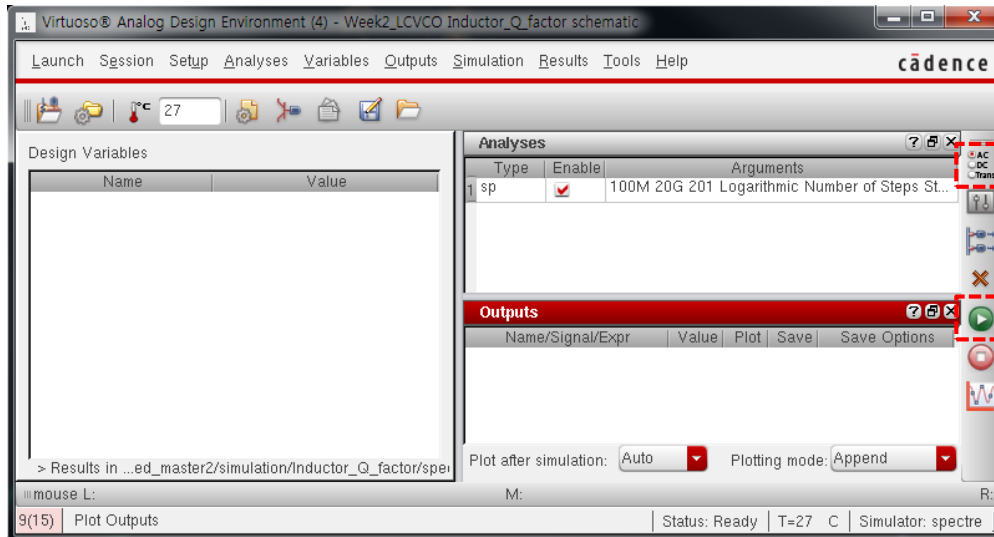 Virtuoso® Analog Design Environment (4) - Week2_LCVCO Inductor_Q_factor schematic
Launch Session Setup Analyses Variables Outputs Simulation Results Tools Help
cādence
°C 27
Design Variables
Name Value
Analyses
Type Enable Arguments
1 sp 100M 20G 201 Logarithmic Number of Steps St...
AC
DC
Trans
Outputs
Name/Signal/Expr Value Plot Save Save Options
> Results in ...ed_master2/simulation/Inductor_Q_factor/spe
Plot after simulation: Auto Plotting mode: Append
mouse L: M: R:
9(15) Plot Outputs Status: Ready T=27 C Simulator: spectre